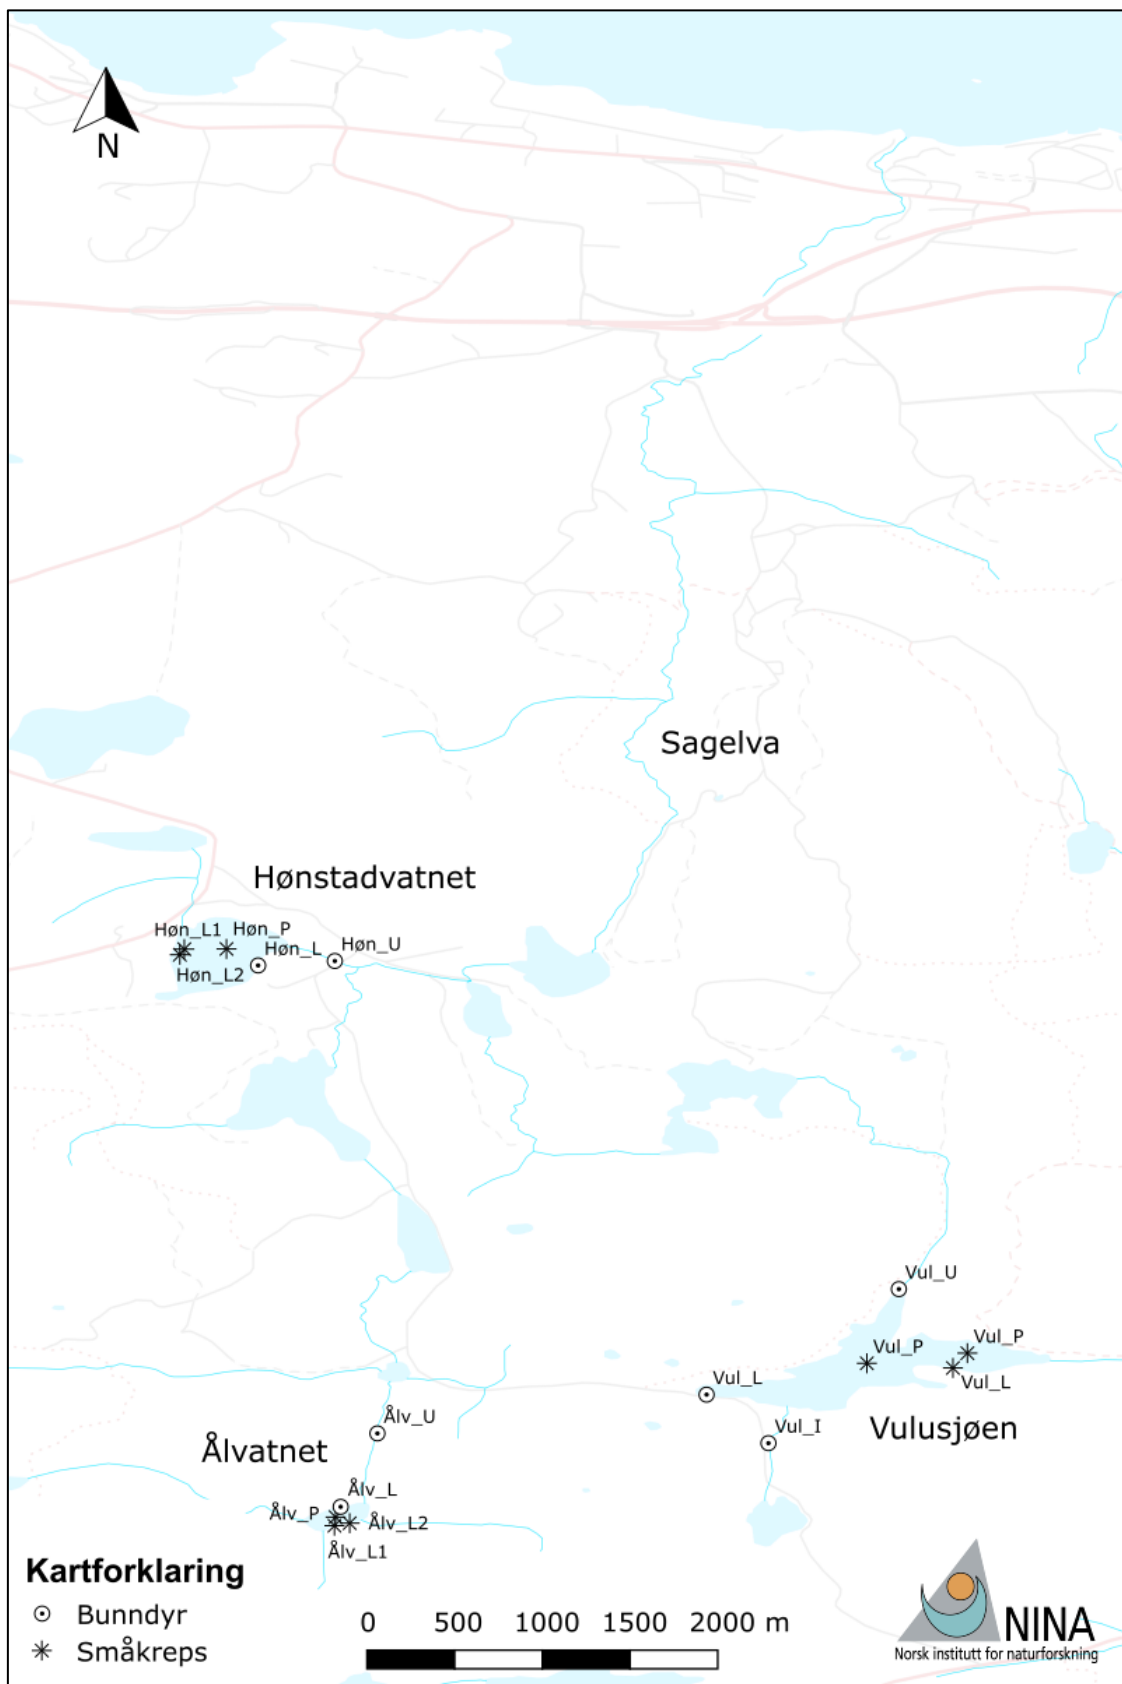 N
Sagelva
Hønstadvatnet
Høn_L1
Høn_P
Høn_L
Høn_U
Høn_L2
Vul_U
Vul_P
Vul_P
Vul_L
Vul_L
Vulusjøen
Vul_I
Ålv_U
Ålvatnet
Ålv_L
Ålv_P
Ålv_L2
Ålv_L1
Kartforklaring
Bunndyr
Småkreps
0 500 1000 1500 2000 m
NINA
Norsk institutt for naturforskning